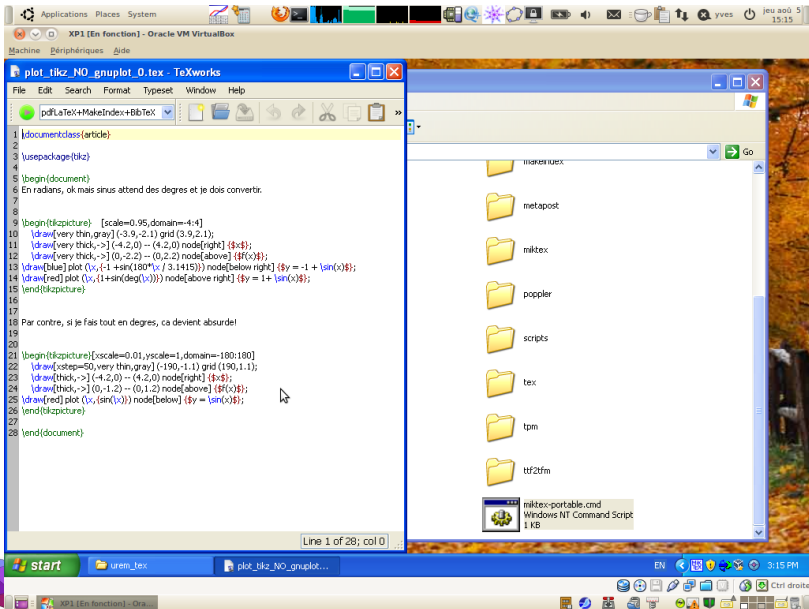 Applications Places System
yves
jeu aoû 5
15:15
XP1 [En fonction] - Oracle VM VirtualBox
Machine Périphériques Aide
plot_tikz_NO_gnuplot_0.tex - TeXworks
File Edit Search Format Typeset Window Help
pdfLaTeX+MakeIndex+BibTeX
»
1 \documentclass{article}
2
3 \usepackage{tikz}
4
5 \begin{document}
6 En radians, ok mais sinus attend des degres et je dois convertir.
7
8
9 \begin{tikzpicture} [scale=0.95,domain=-4:4]
10 \draw[very thin,gray] (-3.9,-2.1) grid (3.9,2.1);
11 \draw[very thick,->] (-4.2,0) -- (4.2,0) node[right] {$x$};
12 \draw[very thick,->] (0,-2.2) -- (0,2.2) node[above] {$f(x)$};
13 \draw[blue] plot (\x,{-1 +sin(180*\x / 3.1415)}) node[below right] {$y = -1 + \sin(x)$};
14 \draw[red] plot (\x,{1+sin(deg(\x))}) node[above right] {$y = 1+ \sin(x)$};
15 \end{tikzpicture}
16
17
18 Par contre, si je fais tout en degres, ca devient absurde!
19
20
21 \begin{tikzpicture}[xscale=0.01,yscale=1,domain=-180:180]
22 \draw[xstep=50,very thin,gray] (-190,-1.1) grid (190,1.1);
23 \draw[thick,->] (-4.2,0) -- (4.2,0) node[right] {$x$};
24 \draw[thick,->] (0,-1.2) -- (0,1.2) node[above] {$f(x)$};
25 \draw[red] plot (\x,{sin(\x)}) node[below] {$y = \sin(x)$};
26 \end{tikzpicture}
27
28 \end{document}
Line 1 of 28; col 0
Go
makeindex
metapost
miktex
poppler
scripts
tex
tpm
ttf2tfm
miktex-portable.cmd
Windows NT Command Script
1 KB
start
urem_tex
plot_tikz_NO_gnuplot...
EN
3:15 PM
Ctrl droite
XP1 [En fonction] - Ora...